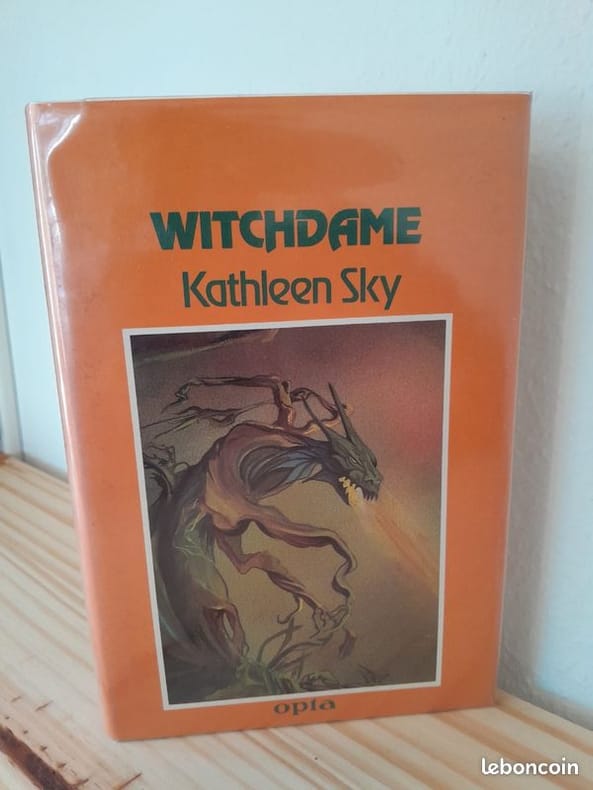 WITCHDAME
Kathleen Sky
opta
leboncoin